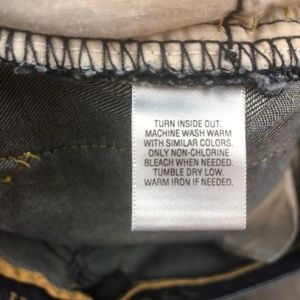 TURN INSIDE OUT.
MACHINE WASH WARM
WITH SIMILAR COLORS.
ONLY NON-CHLORINE
BLEACH WHEN NEEDED.
TUMBLE DRY LOW.
WARM IRON IF NEEDED.